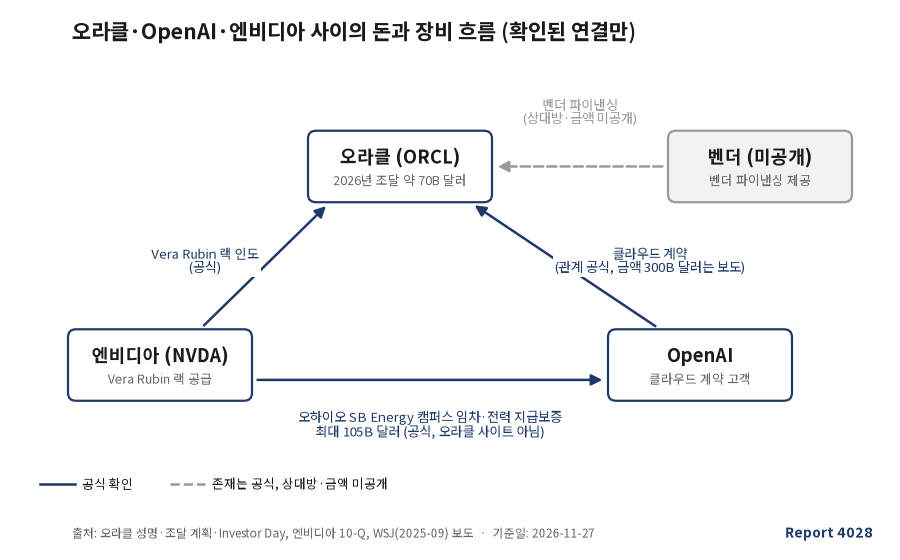 오라클·OpenAI·엔비디아 사이의 돈과 장비 흐름 (확인된 연결만)
벤더 파이낸싱
(상대방·금액 미공개)
오라클 (ORCL)
2026년 조달 약 70B 달러
벤더 (미공개)
벤더 파이낸싱 제공
Vera Rubin 랙 인도
(공식)
클라우드 계약
(관계 공식, 금액 300B 달러는 보도)
엔비디아 (NVDA)
Vera Rubin 랙 공급
OpenAI
클라우드 계약 고객
오하이오 SB Energy 캠퍼스 임차·전력 지급보증
최대 105B 달러 (공식, 오라클 사이트 아님)
공식 확인
존재는 공식, 상대방·금액 미공개
출처: 오라클 성명·조달 계획·Investor Day, 엔비디아 10-Q, WSJ(2025-09) 보도 · 기준일: 2026-11-27
Report 4028